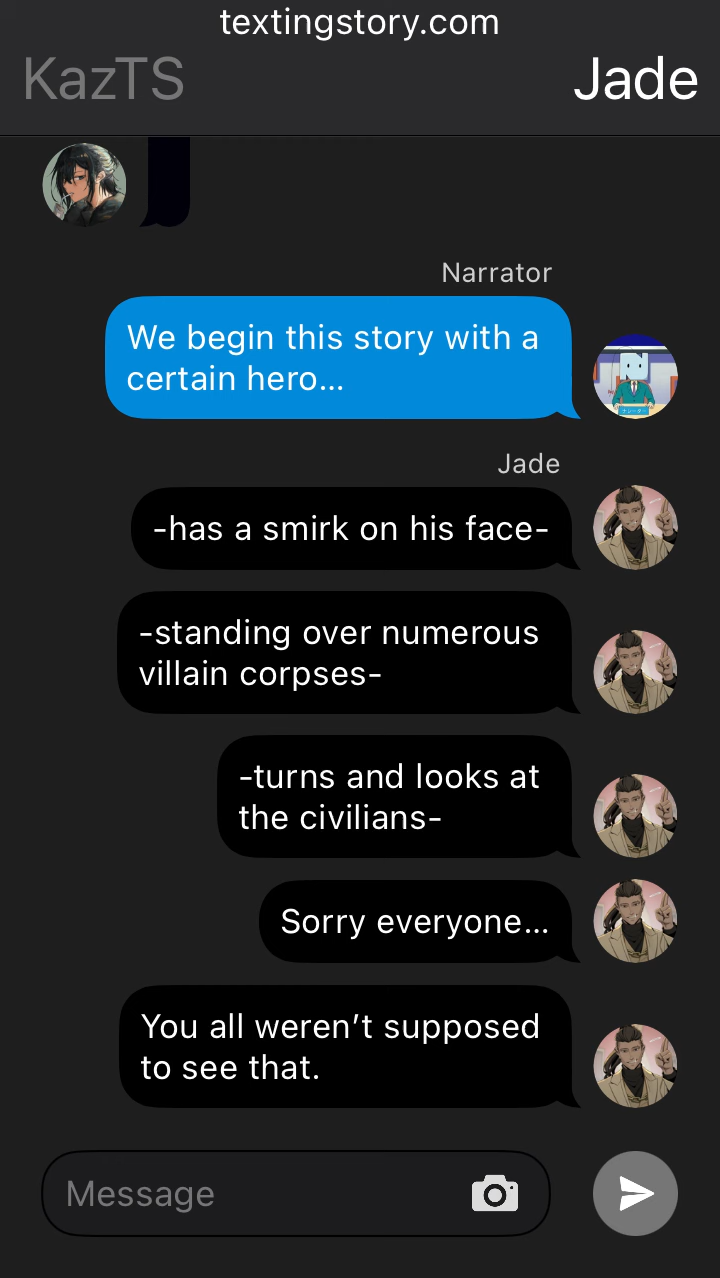 textingstory.com
KazTS
Jade
Narrator
We begin this story with a
certain hero...
Jade
-has a smirk on his face-
-standing over numerous
villain corpses-
-turns and looks at
the civilians-
Sorry everyone...
You all weren’t supposed
to see that.
Message